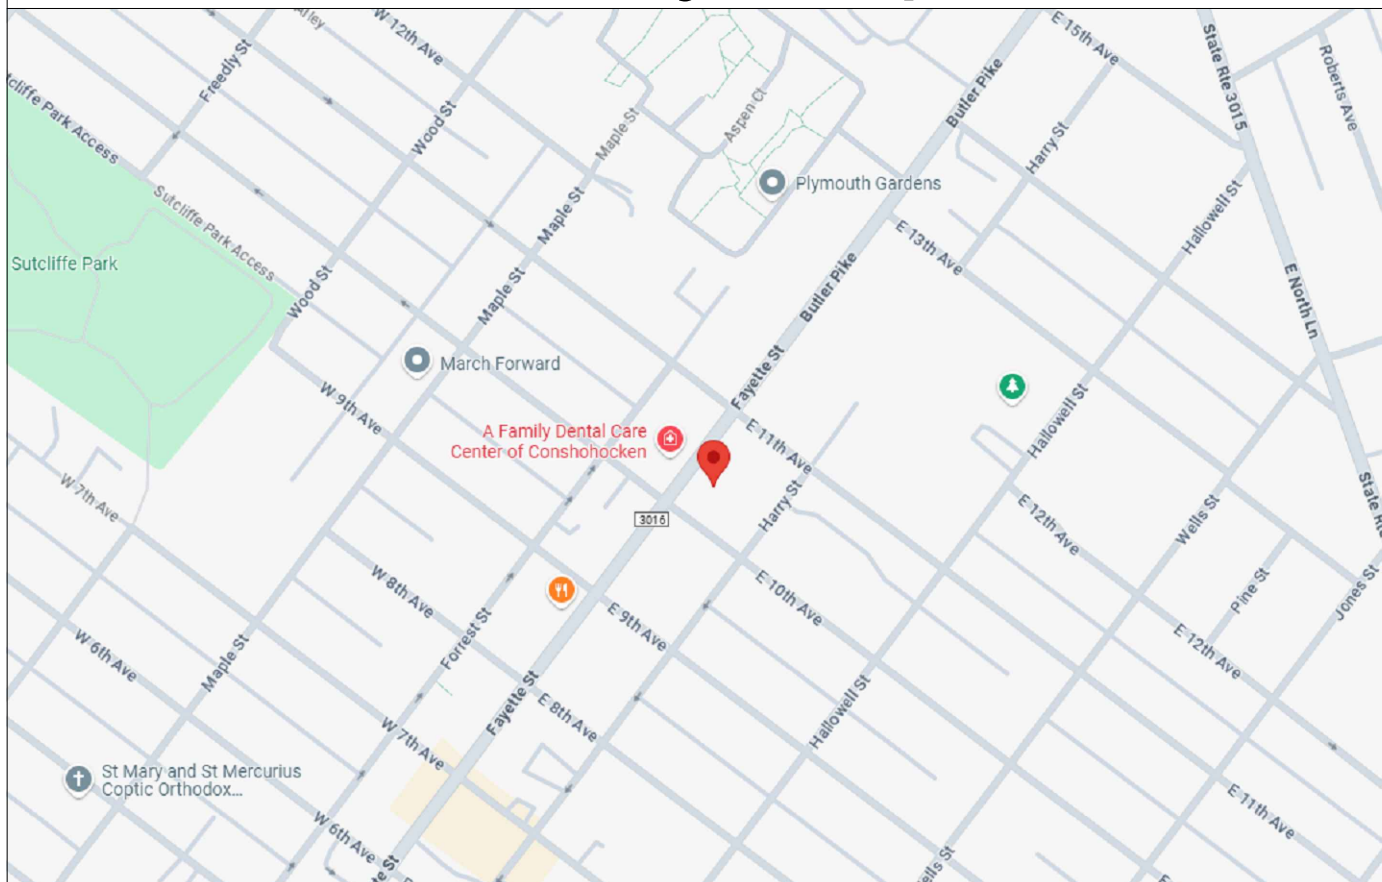 W 12th Ave
E 15th Ave
State Rte 3015
Roberts Ave
Freedly St
Butler Pike
Aspen Ct
Wood St
Maple St
Harry St
Sutcliffe Park Access
Plymouth Gardens
Hallowell St
Maple St
E 13th Ave
Sutcliffe Park
Wood St
Maple St
Butler Pike
E North Ln
March Forward
Fayette St
W 9th Ave
A Family Dental Care
Center of Conshohocken
E 11th Ave
Hallowell St
W 7th Ave
3016
Harry St
E 12th Ave
Wells St
W 8th Ave
E 10th Ave
Pine St
Jones St
E 9th Ave
Forrest St
W 6th Ave
Maple St
E 12th Ave
Fayette St
E 8th Ave
Hallowell St
W 7th Ave
St Mary and St Mercurius
Coptic Orthodox...
E 11th Ave
W 6th Ave